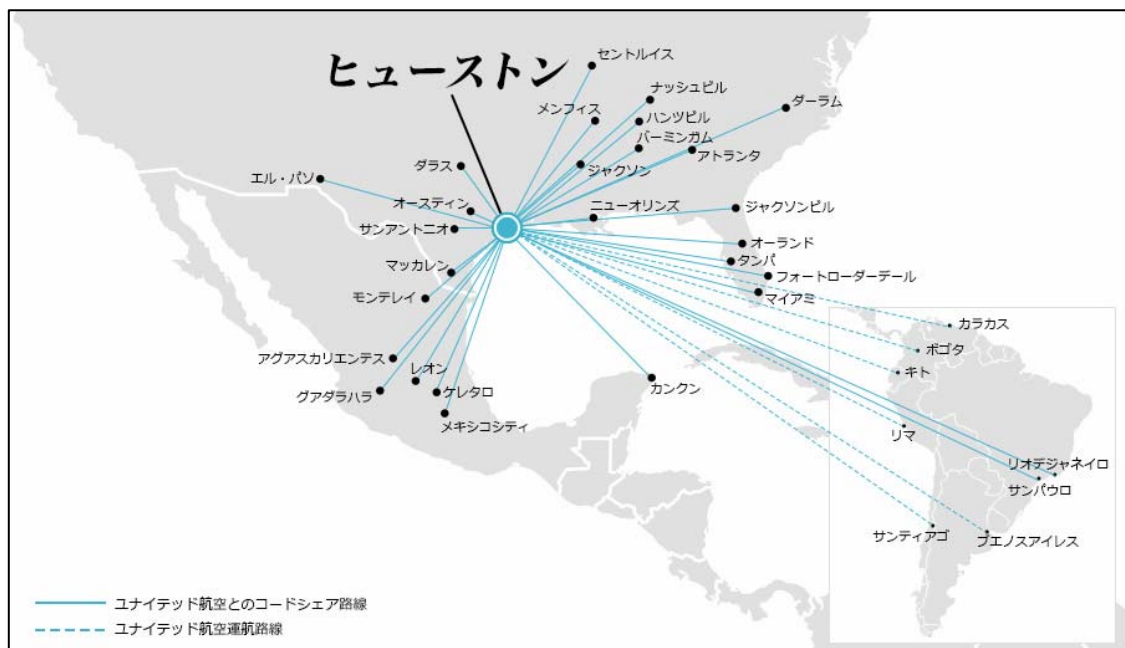 セントルイス
ヒューストン
ナッシュビル
ダーラム
メンフィス
ハンツビル
バーミンガム
アトランタ
ダラス
ジャクソン
エル・パソ
オースティン
ニューオリンズ
ジャクソンビル
サンアントニオ
オーランド
タンパ
マッカレン
フォートローダーデール
モンテレイ
マイアミ
カラカス
ボゴタ
アグアスカリエンテス
レオン
キト
グアダラハラ
ケレタロ
カンクン
メキシコシティ
リマ
リオデジャネイロ
サンパウロ
サンティアゴ
ブエノスアイレス
ユナイテッド航空とのコードシェア路線
ユナイテッド航空運航路線